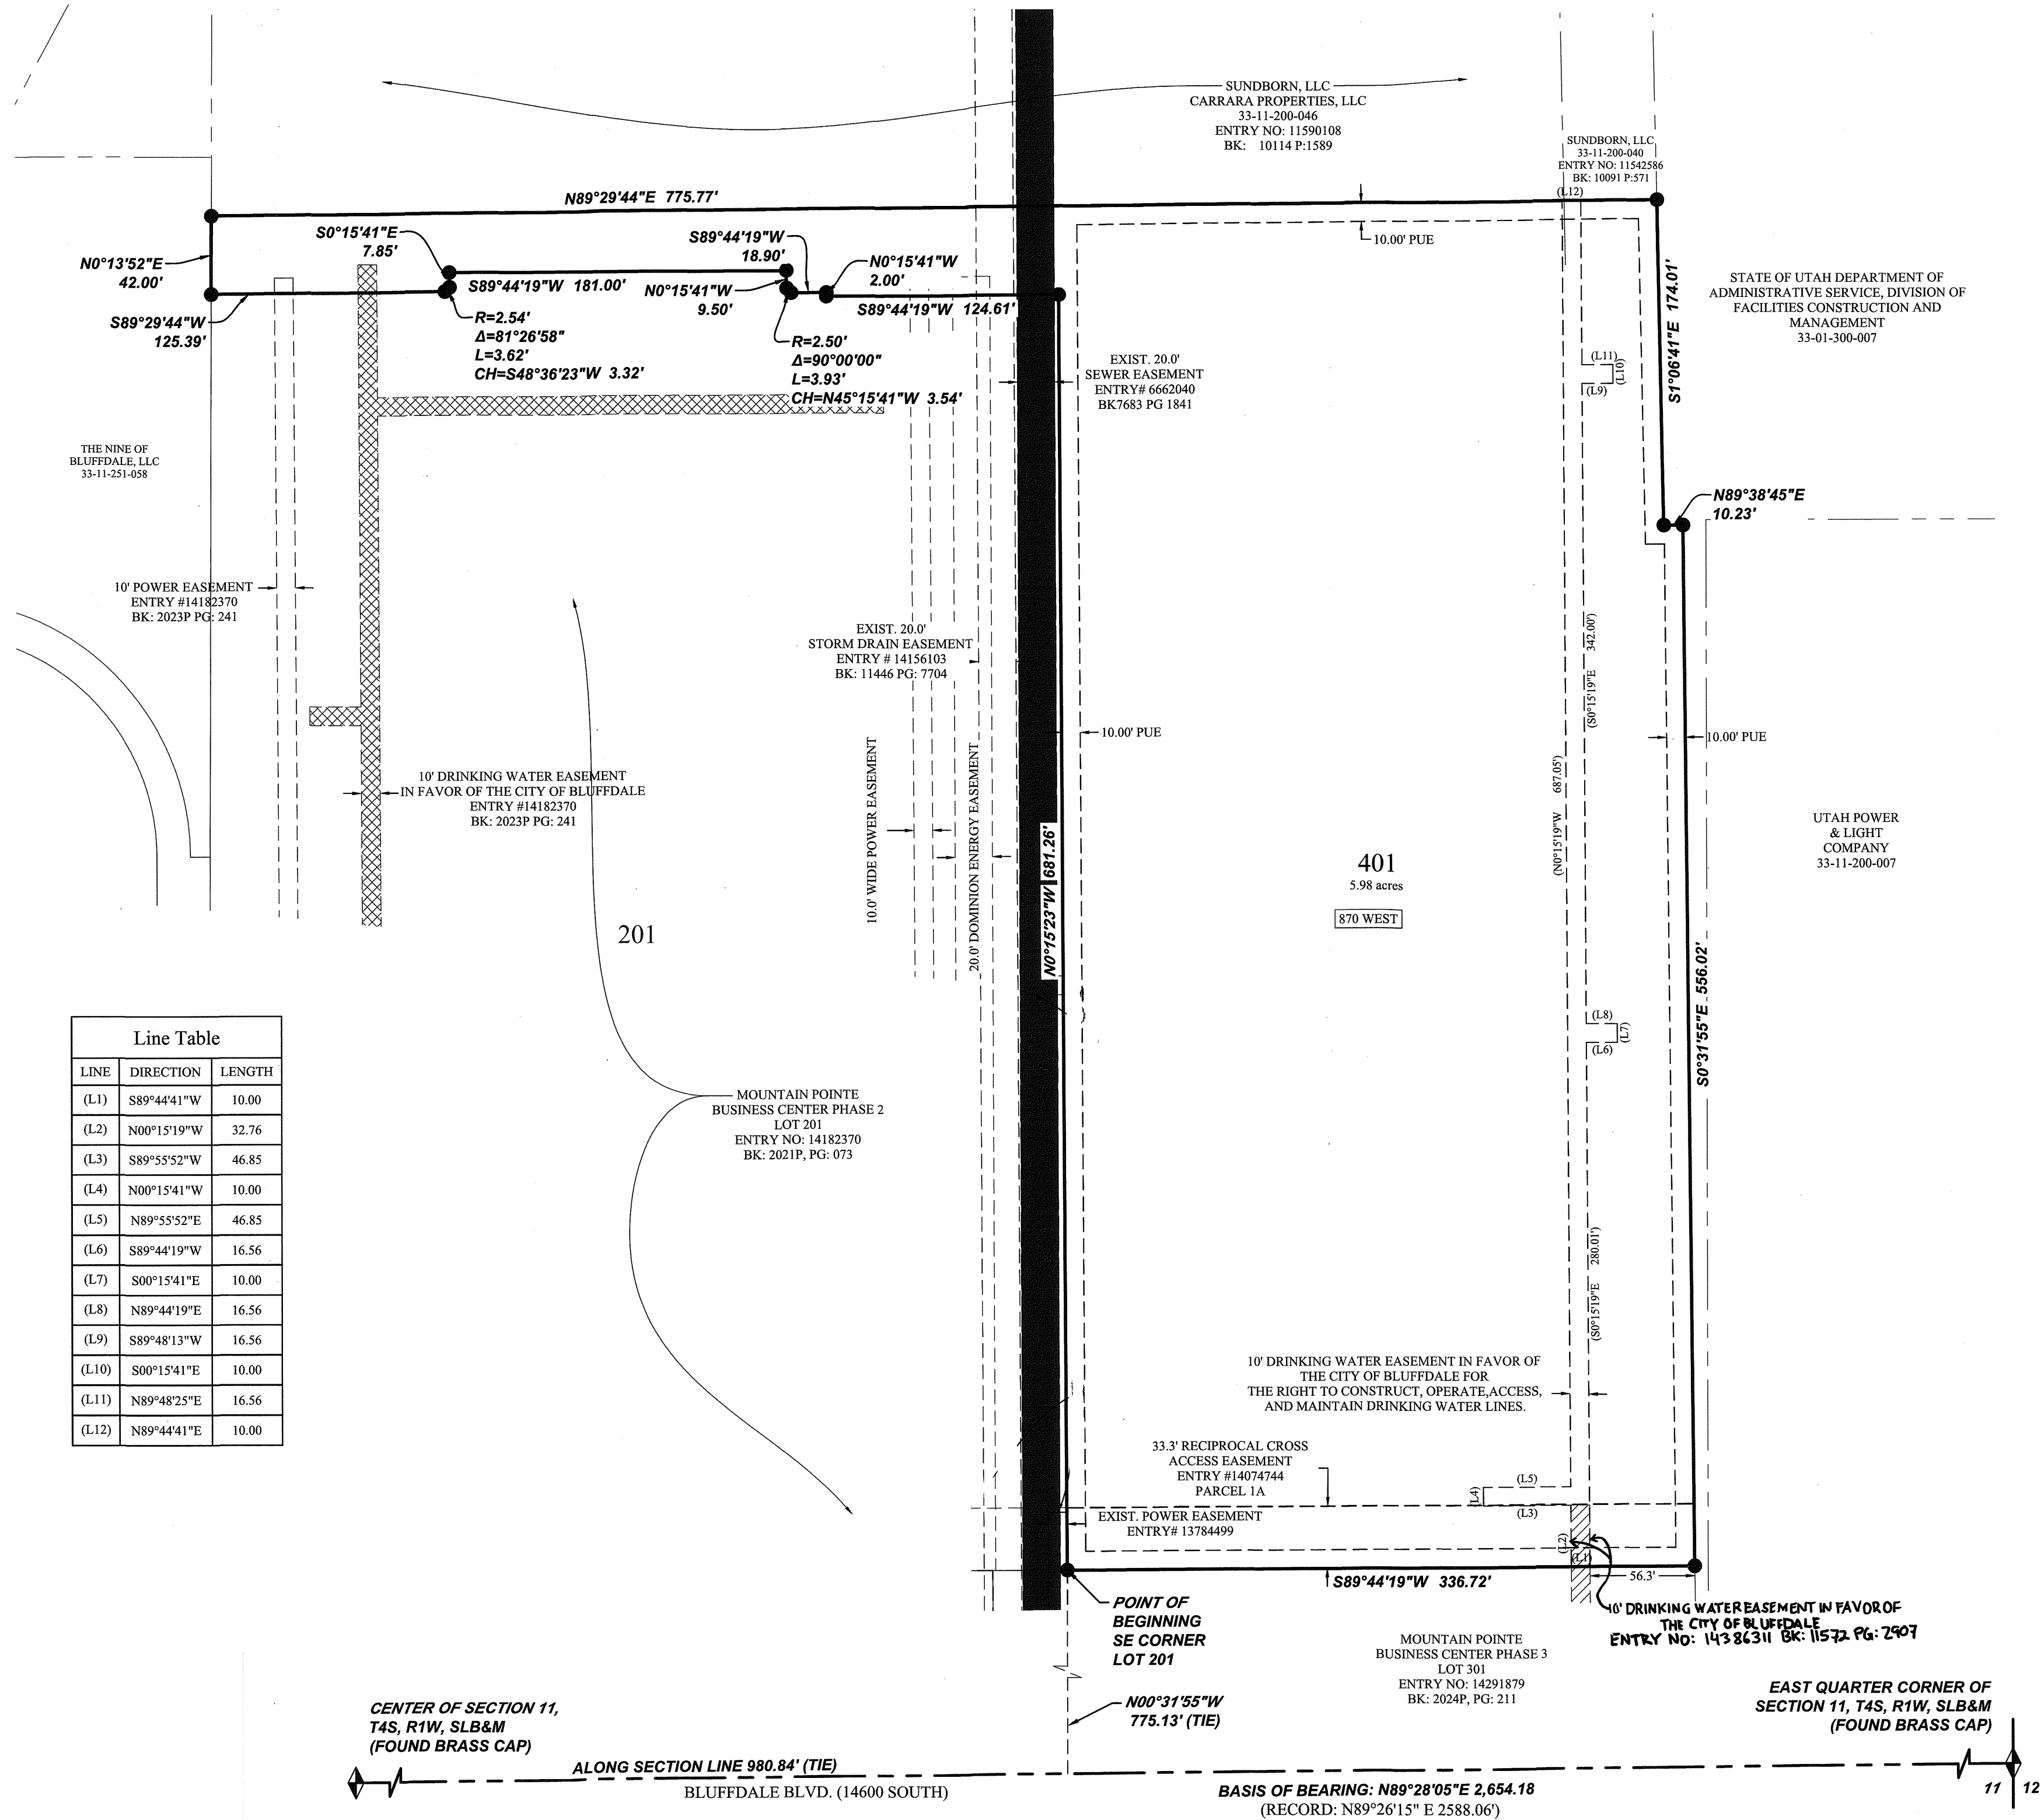 SUNDBORN, LLC
CARRARA PROPERTIES, LLC
33-11-200-046
ENTRY NO: 11590108
BK: 10114 P:1589
SUNDBORN, LLC
33-11-200-040
ENTRY NO: 11542586
BK: 10091 P:571
(L12)
N89°29'44"E 775.77'
S0°15'41"E
7.85'
S89°44'19"W
18.90'
N0°15'41"W
2.00'
10.00' PUE
N0°13'52"E
42.00'
S89°44'19"W 181.00'
N0°15'41"W
9.50'
S89°44'19"W 124.61'
S89°29'44"W
125.39'
R=2.54'
Δ=81°26'58"
L=3.62'
CH=S48°36'23"W 3.32'
R=2.50'
Δ=90°00'00"
L=3.93'
CH=N45°15'41"W 3.54'
S1°06'41"E 174.01'
STATE OF UTAH DEPARTMENT OF
ADMINISTRATIVE SERVICE, DIVISION OF
FACILITIES CONSTRUCTION AND
MANAGEMENT
33-01-300-007
EXIST. 20.0'
SEWER EASEMENT
ENTRY# 6662040
BK7683 PG 1841
(L11)
(L10)
(L9)
THE NINE OF
BLUFFDALE, LLC
33-11-251-058
N89°38'45"E
10.23'
10' POWER EASEMENT
ENTRY #14182370
BK: 2023P PG: 241
EXIST. 20.0'
STORM DRAIN EASEMENT
ENTRY # 14156103
BK: 11446 PG: 7704
(S0°15'19"E 342.00')
10.00' PUE
10.00' PUE
10' DRINKING WATER EASEMENT
IN FAVOR OF THE CITY OF BLUFFDALE
ENTRY #14182370
BK: 2023P PG: 241
10.0' WIDE POWER EASEMENT
20.0' DOMINION ENERGY EASEMENT
N0°15'23"W 681.26'
(N0°15'19"W 687.05')
UTAH POWER
& LIGHT
COMPANY
33-11-200-007
401
5.98 acres
870 WEST
201
S0°31'55"E 556.02'
(L8)
(L7)
(L6)
Line Table
LINE DIRECTION LENGTH
(L1) S89°44'41"W 10.00
(L2) N00°15'19"W 32.76
(L3) S89°55'52"W 46.85
(L4) N00°15'41"W 10.00
(L5) N89°55'52"E 46.85
(L6) S89°44'19"W 16.56
(L7) S00°15'41"E 10.00
(L8) N89°44'19"E 16.56
(L9) S89°48'13"W 16.56
(L10) S00°15'41"E 10.00
(L11) N89°48'25"E 16.56
(L12) N89°44'41"E 10.00
MOUNTAIN POINTE
BUSINESS CENTER PHASE 2
LOT 201
ENTRY NO: 14182370
BK: 2021P, PG: 073
(S0°15'19"E 280.01')
10' DRINKING WATER EASEMENT IN FAVOR OF
THE CITY OF BLUFFDALE FOR
THE RIGHT TO CONSTRUCT, OPERATE,ACCESS,
AND MAINTAIN DRINKING WATER LINES.
33.3' RECIPROCAL CROSS
ACCESS EASEMENT
ENTRY #14074744
PARCEL 1A
(L5)
(L4)
(L3)
EXIST. POWER EASEMENT
ENTRY# 13784499
(L2)
(L1)
S89°44'19"W 336.72'
56.3'
POINT OF
BEGINNING
SE CORNER
LOT 201
10' DRINKING WATER EASEMENT IN FAVOR OF
THE CITY OF BLUFFDALE
ENTRY NO: 14386311 BK: 11572 PG: 2907
MOUNTAIN POINTE
BUSINESS CENTER PHASE 3
LOT 301
ENTRY NO: 14291879
BK: 2024P, PG: 211
N00°31'55"W
775.13' (TIE)
CENTER OF SECTION 11,
T4S, R1W, SLB&M
(FOUND BRASS CAP)
EAST QUARTER CORNER OF
SECTION 11, T4S, R1W, SLB&M
(FOUND BRASS CAP)
ALONG SECTION LINE 980.84' (TIE)
BLUFFDALE BLVD. (14600 SOUTH)
BASIS OF BEARING: N89°28'05"E 2,654.18
(RECORD: N89°26'15" E 2588.06')
11 12